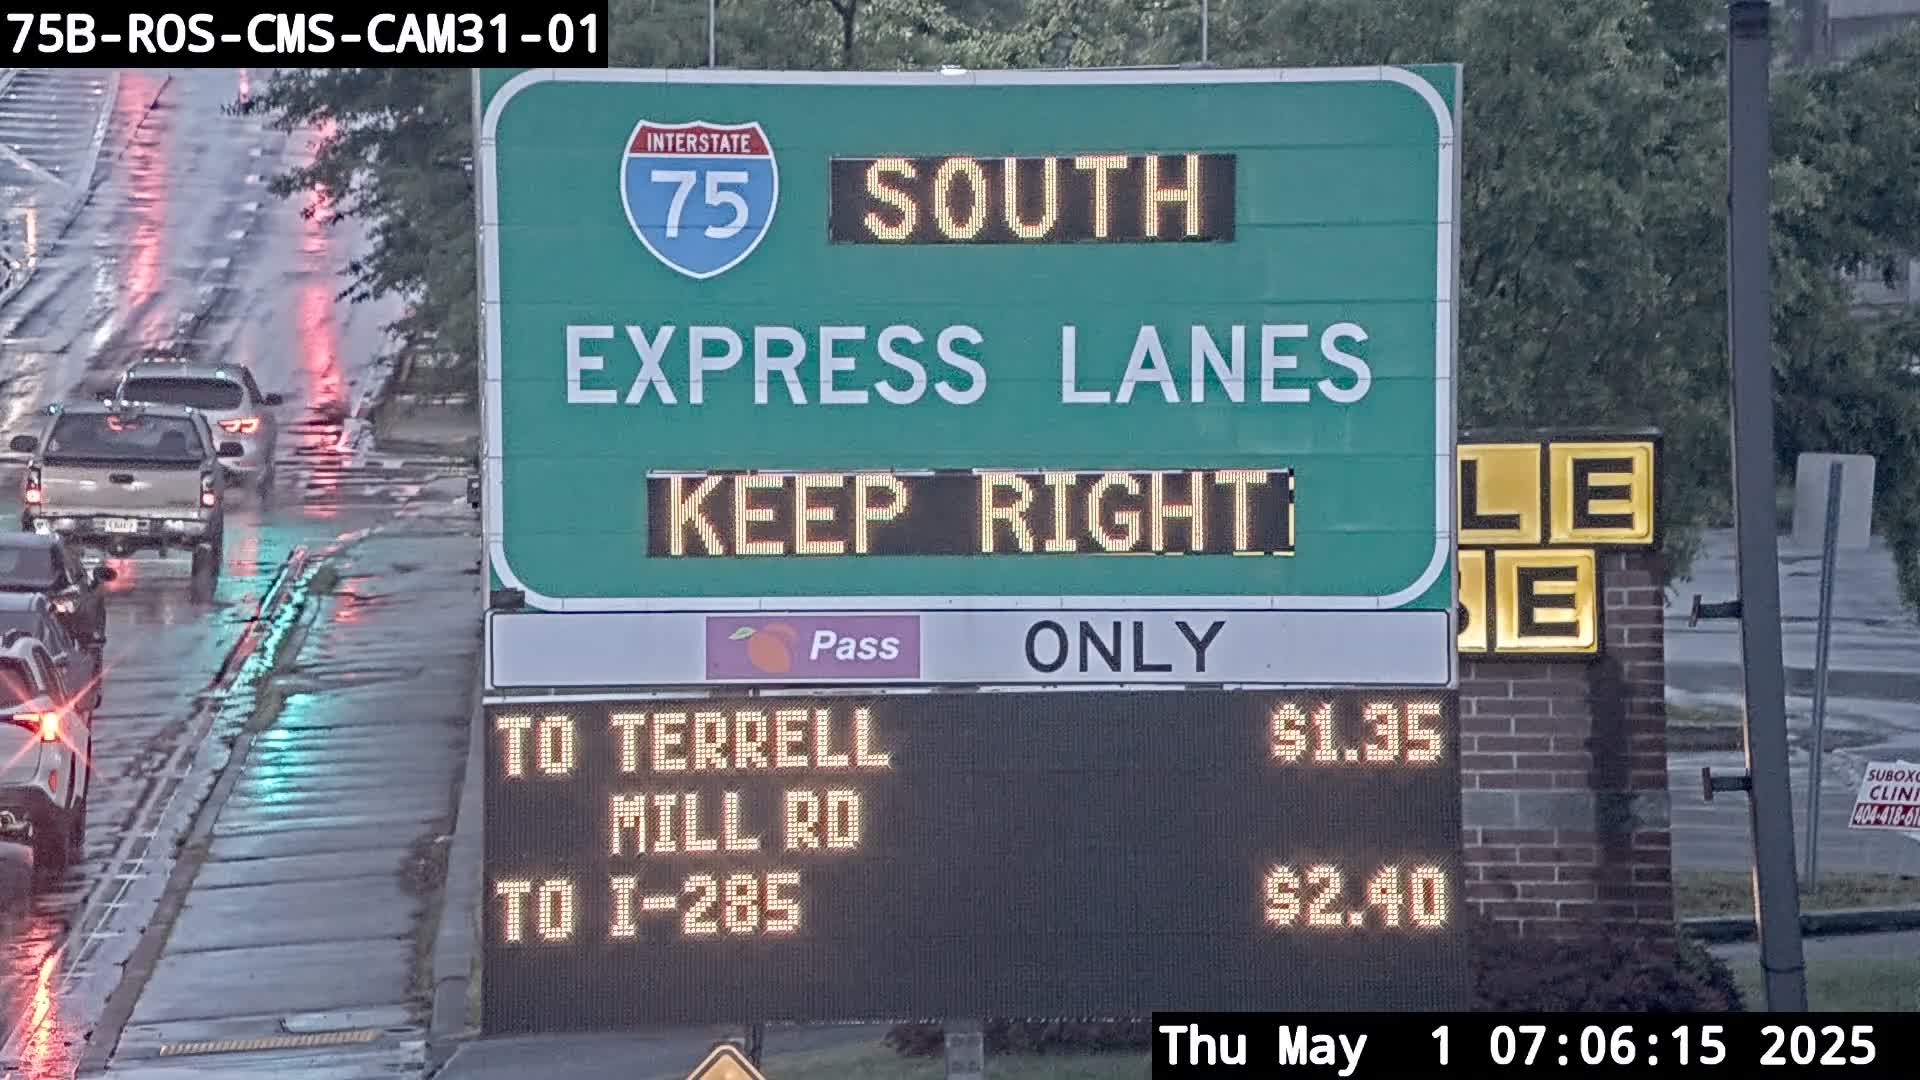 75B-ROS-CMS-CAM31-01
INTERSTATE
75
SOUTH
EXPRESS LANES
KEEP RIGHT
Pass ONLY
TO TERRELL $1.35
MILL RD
TO I-285 $2.40
LE
E
Thu May 1 07:06:15 2025